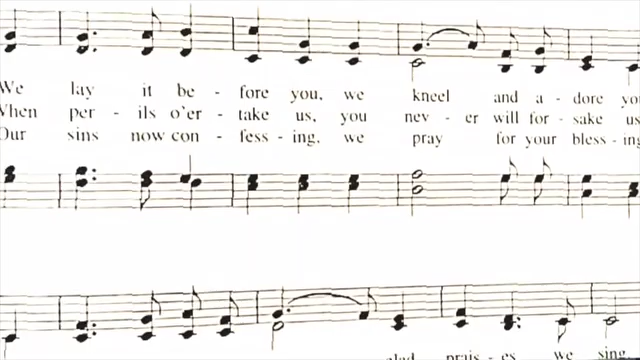 We lay it be - fore you, we kneel and a - dore you
When per - ils o'er - take us, you nev - er will for - sake us
Our sins now con - fess - ing, we pray for your bless - ing
glad prais - es we sing.